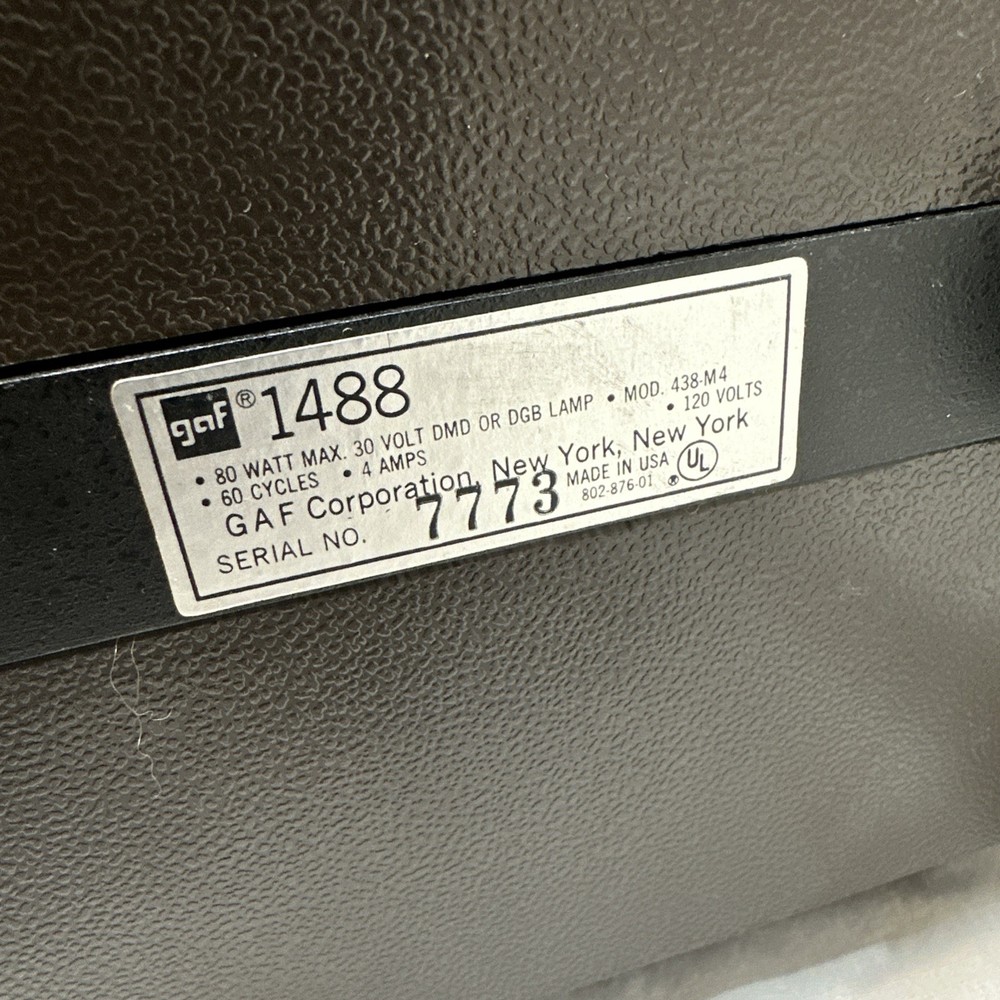 gaf® 1488
• 80 WATT MAX. 30 VOLT DMD OR DGB LAMP • MOD. 438-M4
• 60 CYCLES • 4 AMPS • 120 VOLTS
GAF Corporation, New York, New York
SERIAL NO. 7773 MADE IN USA UL ®
802-876-01